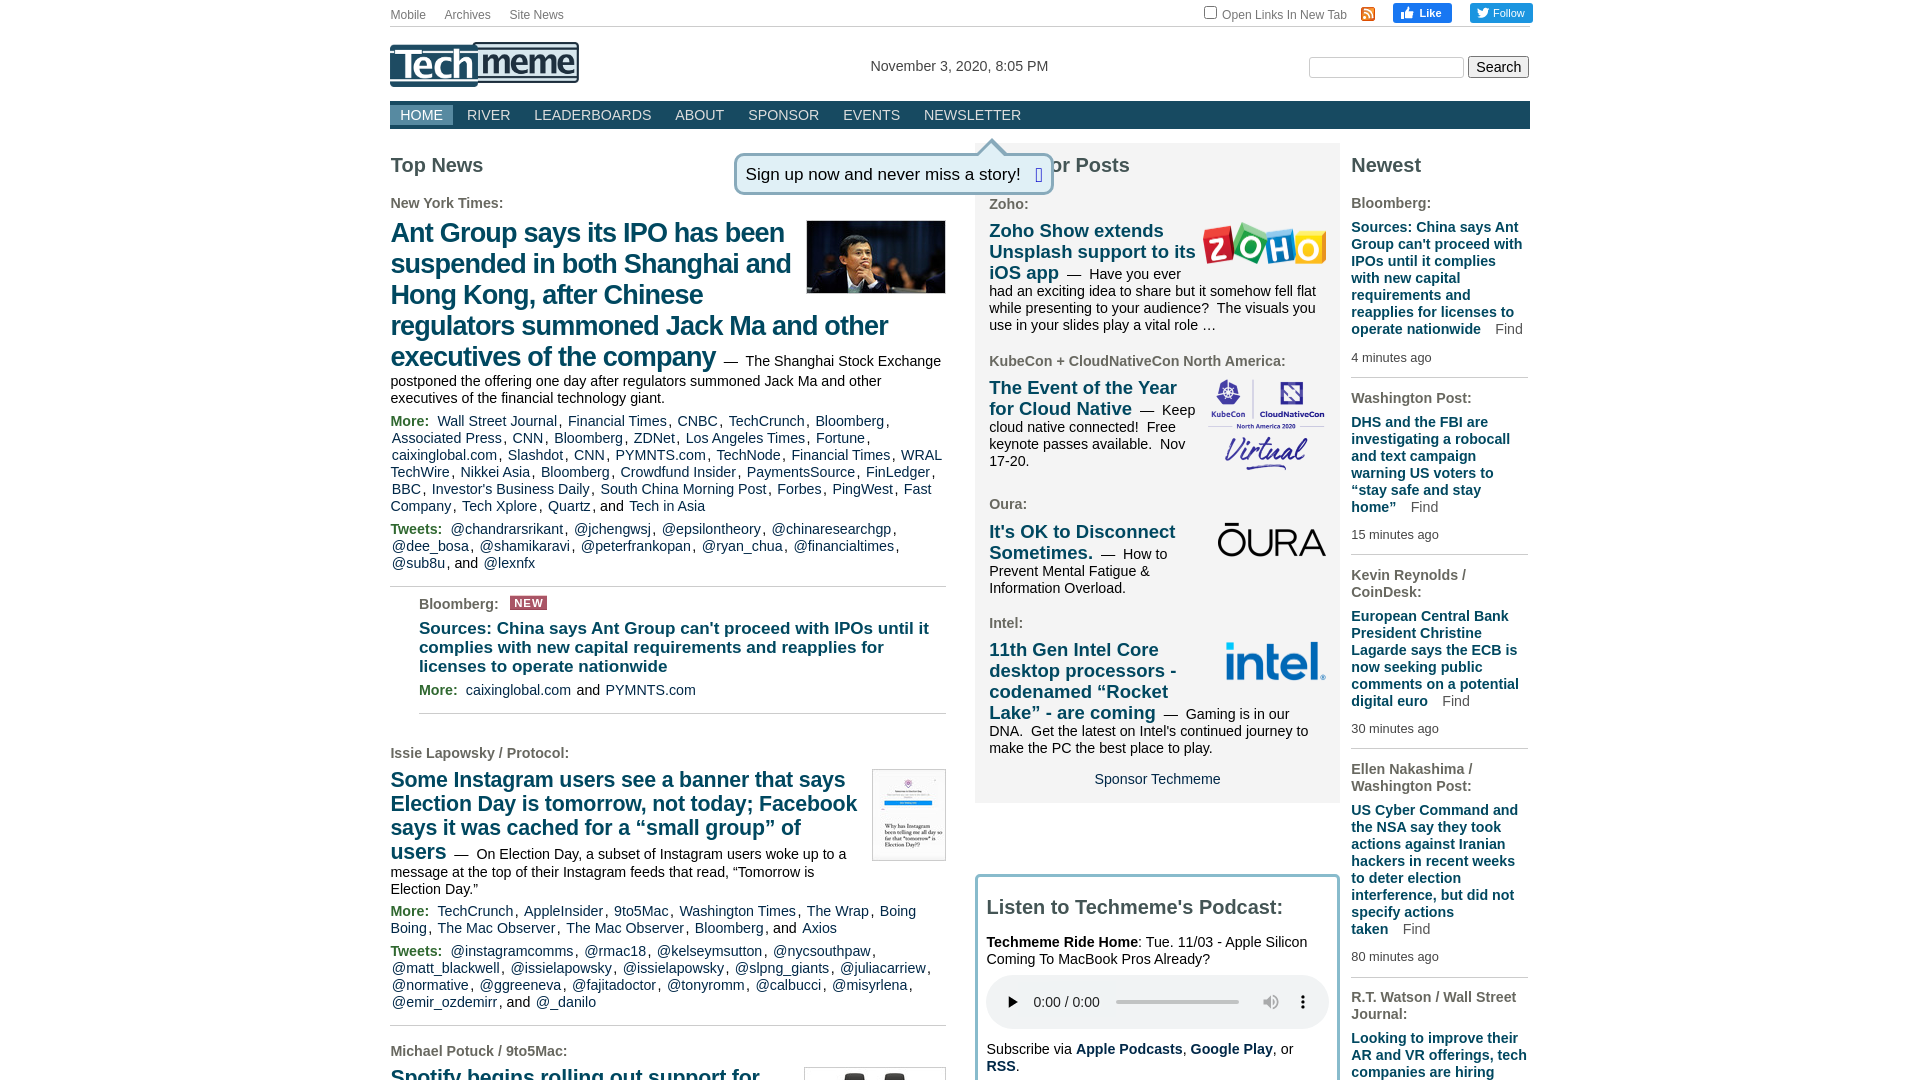 Mobile Archives Site News Open Links In New Tab Like Follow
Techmeme November 3, 2020, 8:05 PM Search
HOME RIVER LEADERBOARDS ABOUT SPONSOR EVENTS NEWSLETTER
Sign up now and never miss a story!
Top News
New York Times:
Ant Group says its IPO has been
suspended in both Shanghai and
Hong Kong, after Chinese
regulators summoned Jack Ma and other
executives of the company — The Shanghai Stock Exchange
postponed the offering one day after regulators summoned Jack Ma and other
executives of the financial technology giant.
More: Wall Street Journal, Financial Times, CNBC, TechCrunch, Bloomberg,
Associated Press, CNN, Bloomberg, ZDNet, Los Angeles Times, Fortune,
caixinglobal.com, Slashdot, CNN, PYMNTS.com, TechNode, Financial Times, WRAL
TechWire, Nikkei Asia, Bloomberg, Crowdfund Insider, PaymentsSource, FinLedger,
BBC, Investor's Business Daily, South China Morning Post, Forbes, PingWest, Fast
Company, Tech Xplore, Quartz, and Tech in Asia
Tweets: @chandrarsrikant, @jchengwsj, @epsilontheory, @chinaresearchgp,
@dee_bosa, @shamikaravi, @peterfrankopan, @ryan_chua, @financialtimes,
@sub8u, and @lexnfx
Bloomberg: NEW
Sources: China says Ant Group can't proceed with IPOs until it
complies with new capital requirements and reapplies for
licenses to operate nationwide
More: caixinglobal.com and PYMNTS.com
Issie Lapowsky / Protocol:
Some Instagram users see a banner that says
Election Day is tomorrow, not today; Facebook
says it was cached for a “small group” of
users — On Election Day, a subset of Instagram users woke up to a
message at the top of their Instagram feeds that read, “Tomorrow is
Election Day.”
Why has Instagram
been telling me all day so
far that "tomorrow" is
Election Day??
More: TechCrunch, AppleInsider, 9to5Mac, Washington Times, The Wrap, Boing
Boing, The Mac Observer, The Mac Observer, Bloomberg, and Axios
Tweets: @instagramcomms, @rmac18, @kelseymsutton, @nycsouthpaw,
@matt_blackwell, @issielapowsky, @issielapowsky, @slpng_giants, @juliacarriew,
@normative, @ggreeneva, @fajitadoctor, @tonyromm, @calbucci, @misyrlena,
@emir_ozdemirr, and @_danilo
Michael Potuck / 9to5Mac:
Spotify begins rolling out support for
or Posts
Zoho:
Zoho Show extends
Unsplash support to its
iOS app — Have you ever
had an exciting idea to share but it somehow fell flat
while presenting to your audience? The visuals you
use in your slides play a vital role …
ZOHO
KubeCon + CloudNativeCon North America:
The Event of the Year
for Cloud Native — Keep
cloud native connected! Free
keynote passes available. Nov
17-20.
KubeCon CloudNativeCon
North America 2020
Virtual
Oura:
It's OK to Disconnect
Sometimes. — How to
Prevent Mental Fatigue &
Information Overload.
ŌURA
Intel:
11th Gen Intel Core
desktop processors -
codenamed “Rocket
Lake” - are coming — Gaming is in our
DNA. Get the latest on Intel's continued journey to
make the PC the best place to play.
intel®
Sponsor Techmeme
Listen to Techmeme's Podcast:
Techmeme Ride Home: Tue. 11/03 - Apple Silicon
Coming To MacBook Pros Already?
0:00 / 0:00
Subscribe via Apple Podcasts, Google Play, or
RSS.
Newest
Bloomberg:
Sources: China says Ant
Group can't proceed with
IPOs until it complies
with new capital
requirements and
reapplies for licenses to
operate nationwide Find
4 minutes ago
Washington Post:
DHS and the FBI are
investigating a robocall
and text campaign
warning US voters to
“stay safe and stay
home” Find
15 minutes ago
Kevin Reynolds /
CoinDesk:
European Central Bank
President Christine
Lagarde says the ECB is
now seeking public
comments on a potential
digital euro Find
30 minutes ago
Ellen Nakashima /
Washington Post:
US Cyber Command and
the NSA say they took
actions against Iranian
hackers in recent weeks
to deter election
interference, but did not
specify actions
taken Find
80 minutes ago
R.T. Watson / Wall Street
Journal:
Looking to improve their
AR and VR offerings, tech
companies are hiring